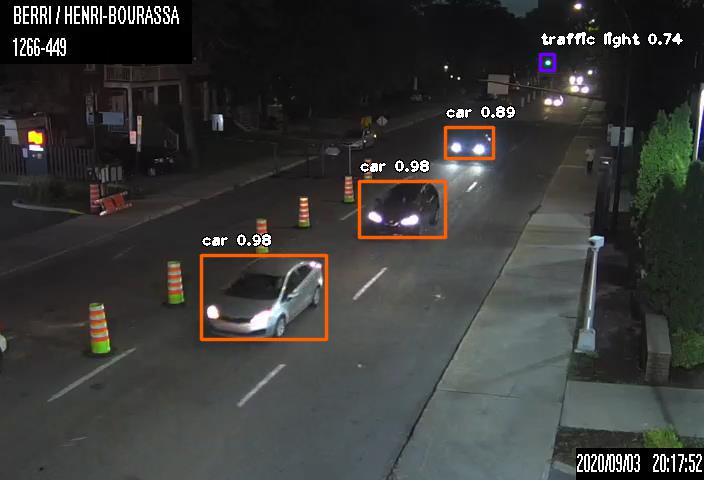 BERRI / HENRI-BOURASSA
1266-449
traffic light 0.74
car 0.89
car 0.98
car 0.98
2020/09/03 20:17:52